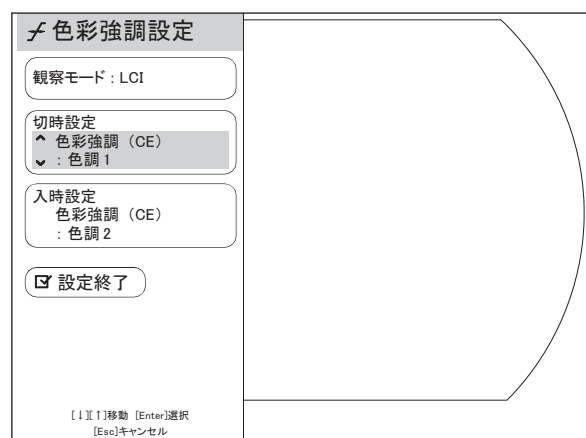 色彩強調設定
観察モード : LCI
切時設定
色彩強調（CE）
: 色調 1
入時設定
色彩強調（CE）
: 色調 2
設定終了
[↓][↑]移動 [Enter]選択
[Esc]キャンセル